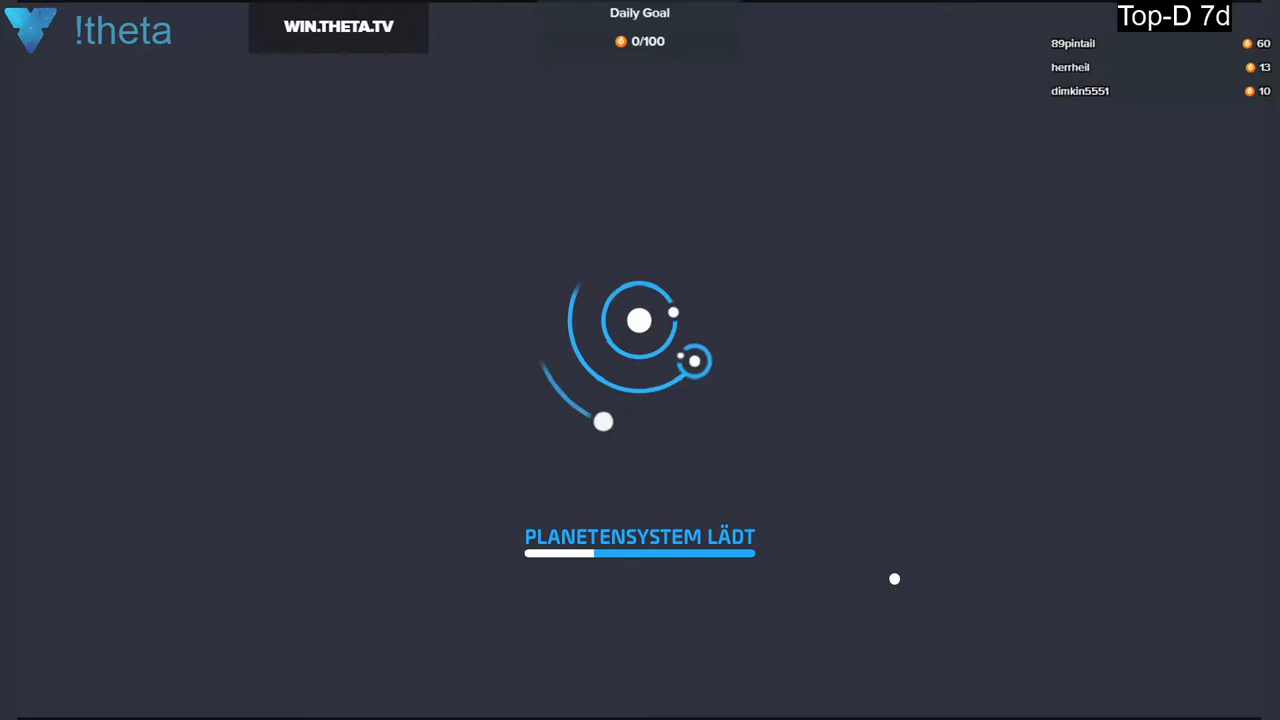 !theta
WIN.THETA.TV
Daily Goal
0/100
Top-D 7d
89pintail 60
herrheil 13
dimkin5551 10
PLANETENSYSTEM LÄDT